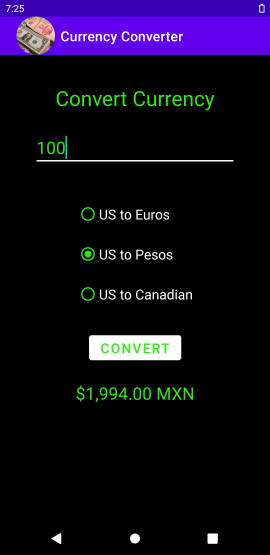 7:25
Currency Converter
Convert Currency
100
US to Euros
US to Pesos
US to Canadian
CONVERT
$1,994.00 MXN